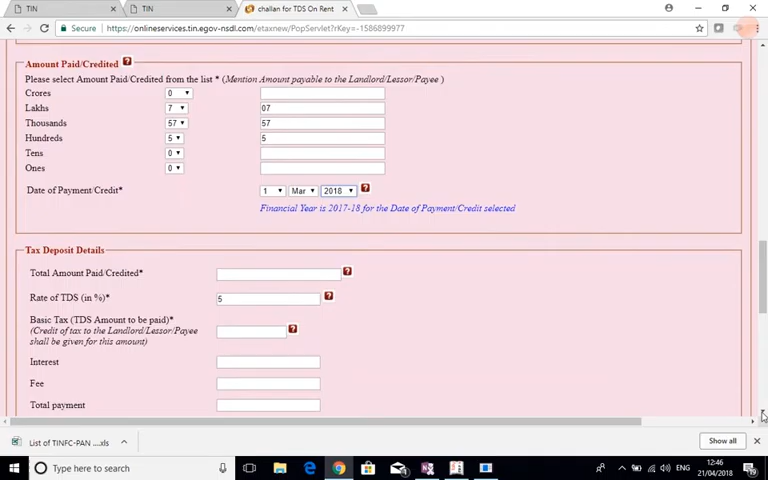 TIN
TIN
challan for TDS On Rent
Secure https://onlineservices.tin.egov-nsdl.com/etaxnew/PopServlet?rKey=-1586899977
Amount Paid/Credited ?
Please select Amount Paid/Credited from the list * (Mention Amount payable to the Landlord/Lessor/Payee )
Crores 0
Lakhs 7 07
Thousands 57 57
Hundreds 5 5
Tens 0
Ones 0
Date of Payment/Credit* 1 Mar 2018 ?
Financial Year is 2017-18 for the Date of Payment/Credit selected
Tax Deposit Details
Total Amount Paid/Credited* ?
Rate of TDS (in %)* 5 ?
Basic Tax (TDS Amount to be paid)* ?
(Credit of tax to the Landlord/Lessor/Payee
shall be given for this amount)
Interest
Fee
Total payment
List of TINFC-PAN ....xls
Show all
Type here to search
ENG
12:46
21/04/2018